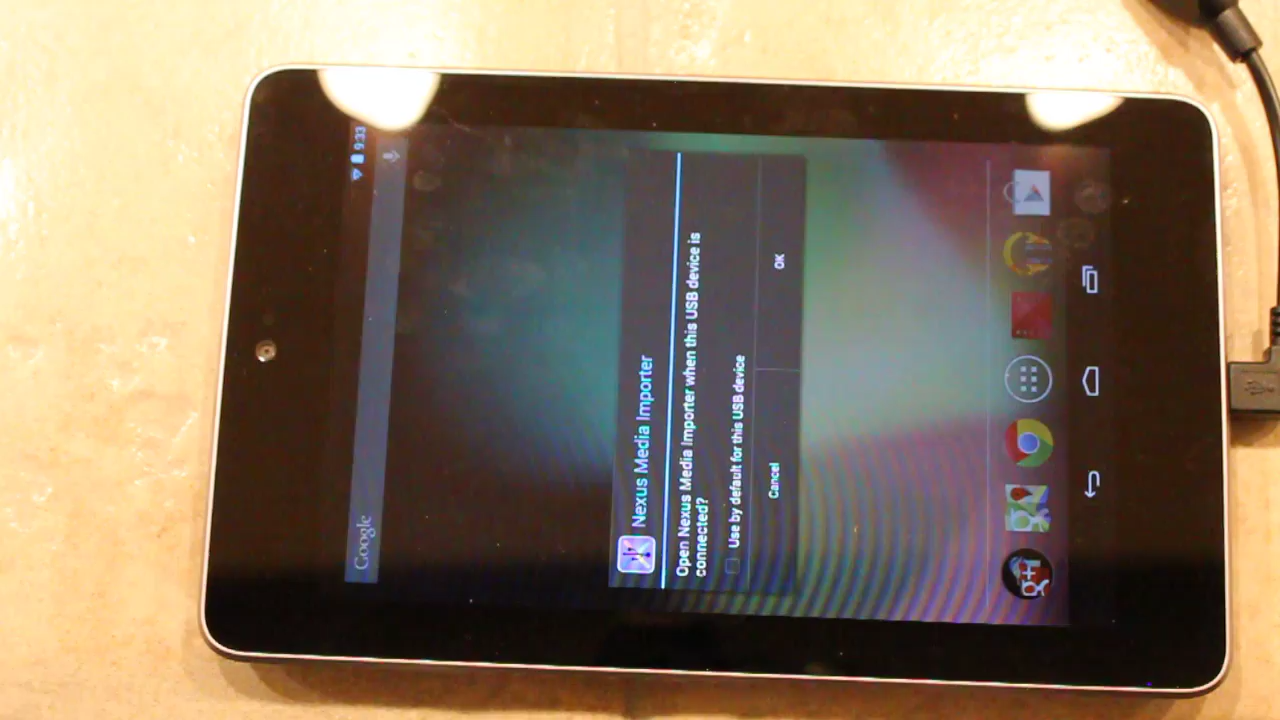 9:33
Google
Nexus Media Importer
Open Nexus Media Importer when this USB device is
connected?
Use by default for this USB device
Cancel
OK
g+